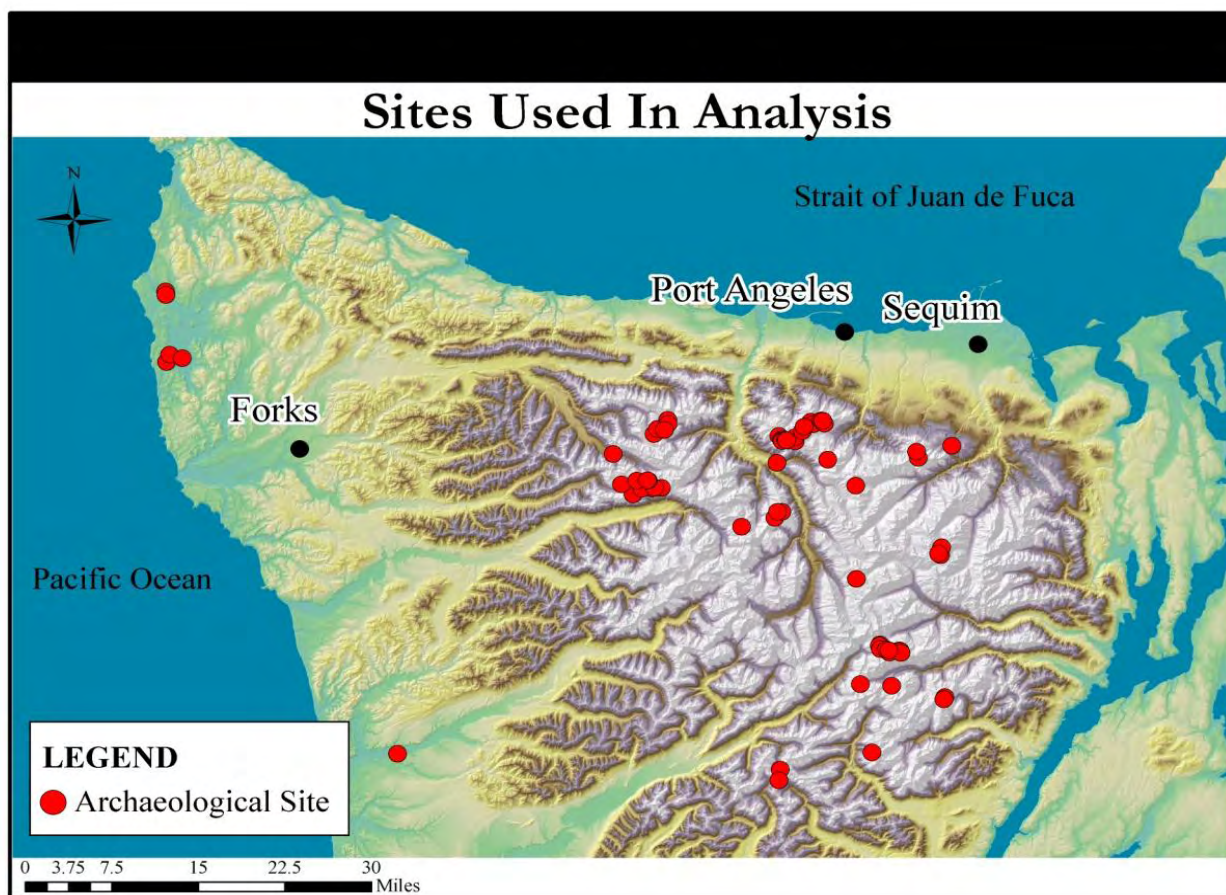 Sites Used In Analysis
N
Strait of Juan de Fuca
Port Angeles
Sequim
Forks
Pacific Ocean
LEGEND
Archaeological Site
0 3.75 7.5 15 22.5 30
Miles